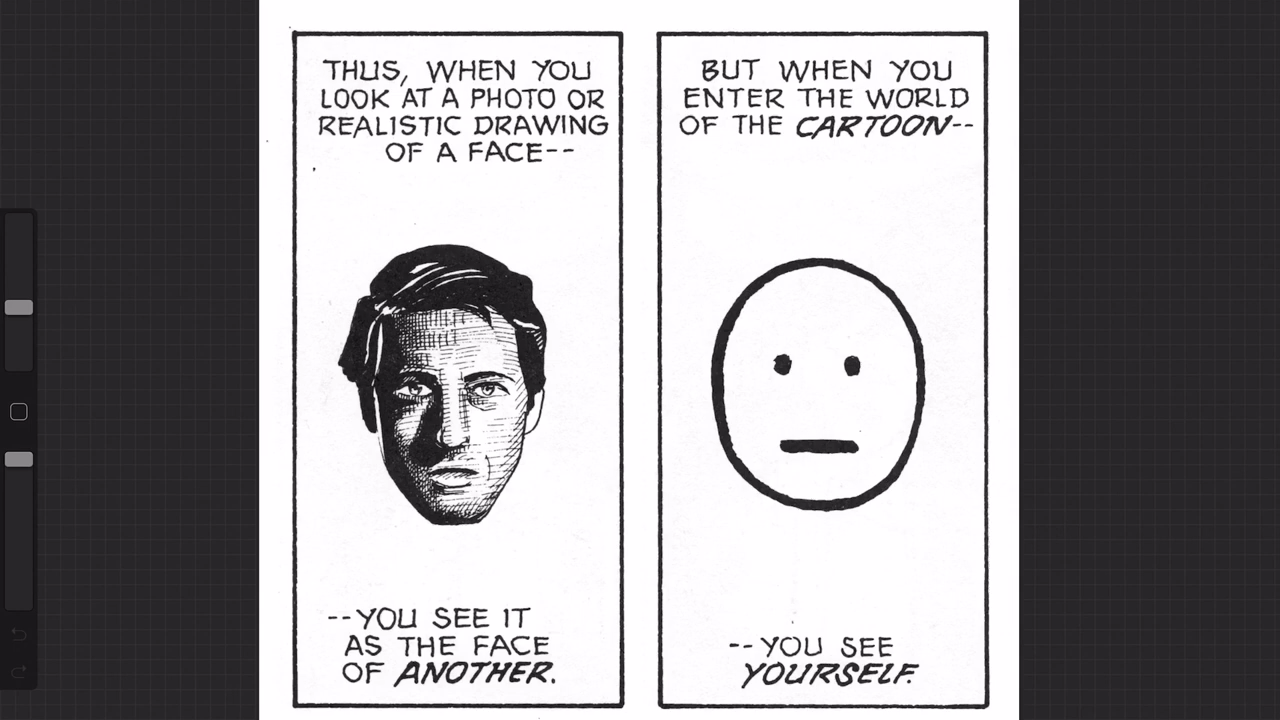 THUS, WHEN YOU
LOOK AT A PHOTO OR
REALISTIC DRAWING
OF A FACE--
--YOU SEE IT
AS THE FACE
OF ANOTHER.
BUT WHEN YOU
ENTER THE WORLD
OF THE CARTOON--
--YOU SEE
YOURSELF.